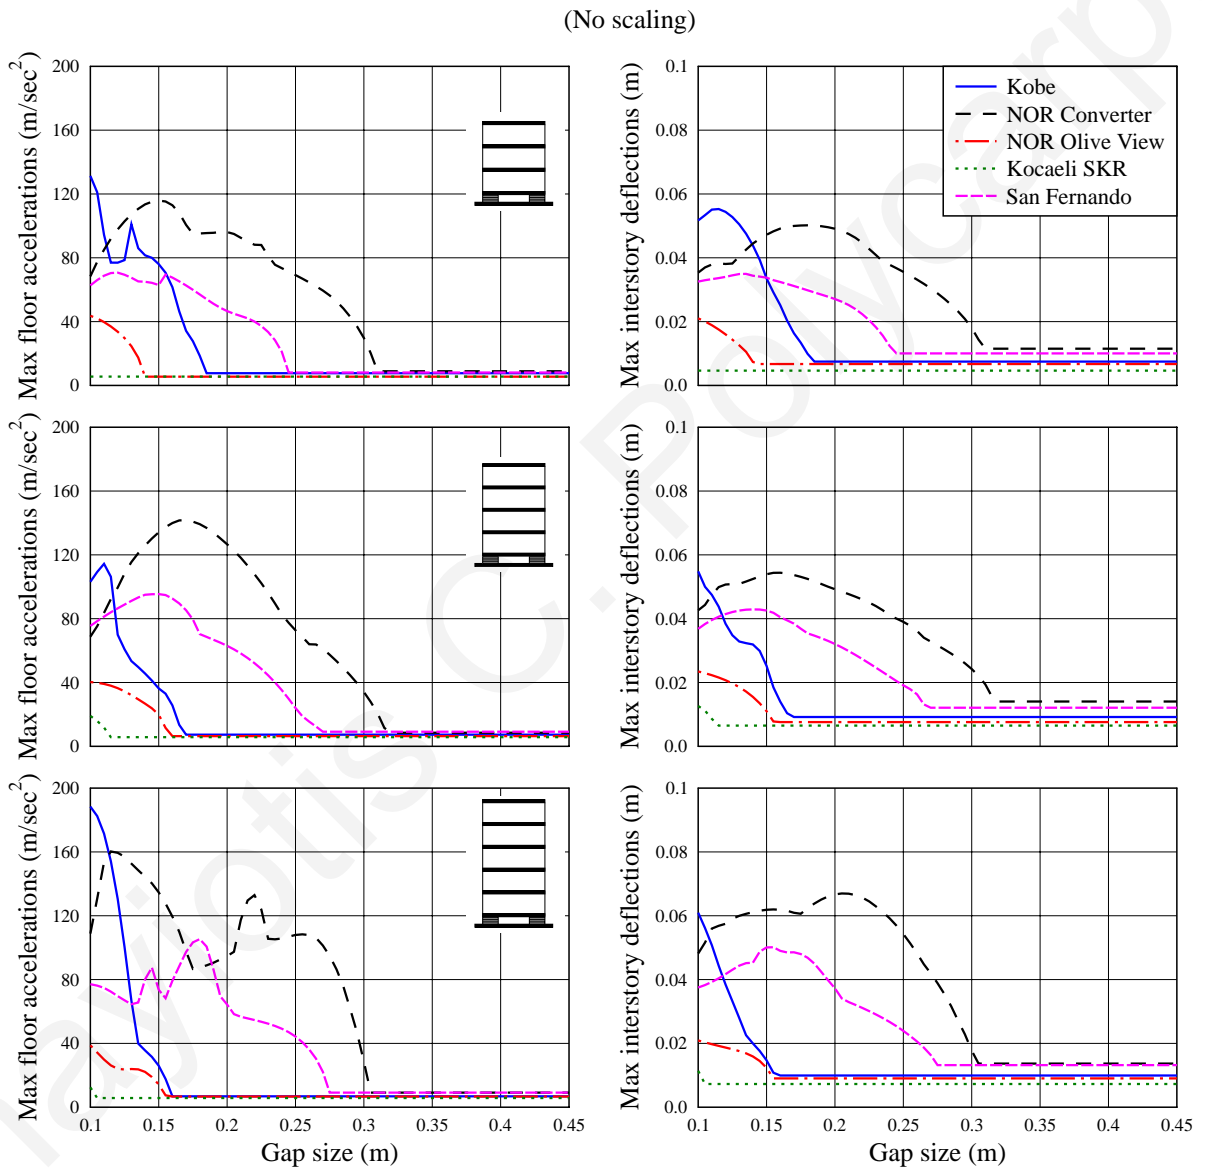 (No scaling)
Max floor accelerations (m/sec²)
200
160
120
80
40
0
Max interstory deflections (m)
0.1
0.08
0.06
0.04
0.02
0.0
Kobe
NOR Converter
NOR Olive View
Kocaeli SKR
San Fernando
Max floor accelerations (m/sec²)
200
160
120
80
40
0
Max interstory deflections (m)
0.1
0.08
0.06
0.04
0.02
0.0
Max floor accelerations (m/sec²)
200
160
120
80
40
0
0.1 0.15 0.2 0.25 0.3 0.35 0.4 0.45
Gap size (m)
Max interstory deflections (m)
0.1
0.08
0.06
0.04
0.02
0.0
0.1 0.15 0.2 0.25 0.3 0.35 0.4 0.45
Gap size (m)